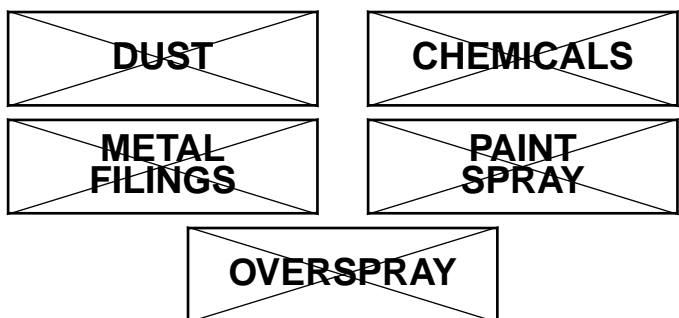 DUST
CHEMICALS
METAL
FILINGS
PAINT
SPRAY
OVERSPRAY